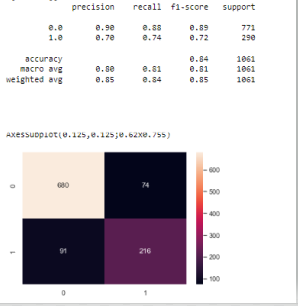 precision recall f1-score support
0.0 0.90 0.88 0.89 771
1.0 0.70 0.74 0.72 290
accuracy 0.84 1061
macro avg 0.80 0.81 0.81 1061
weighted avg 0.85 0.84 0.85 1061
AxesSubplot(0.125,0.125;0.62x0.755)
0 680 74
1 91 216
0 1
600
500
400
300
200
100